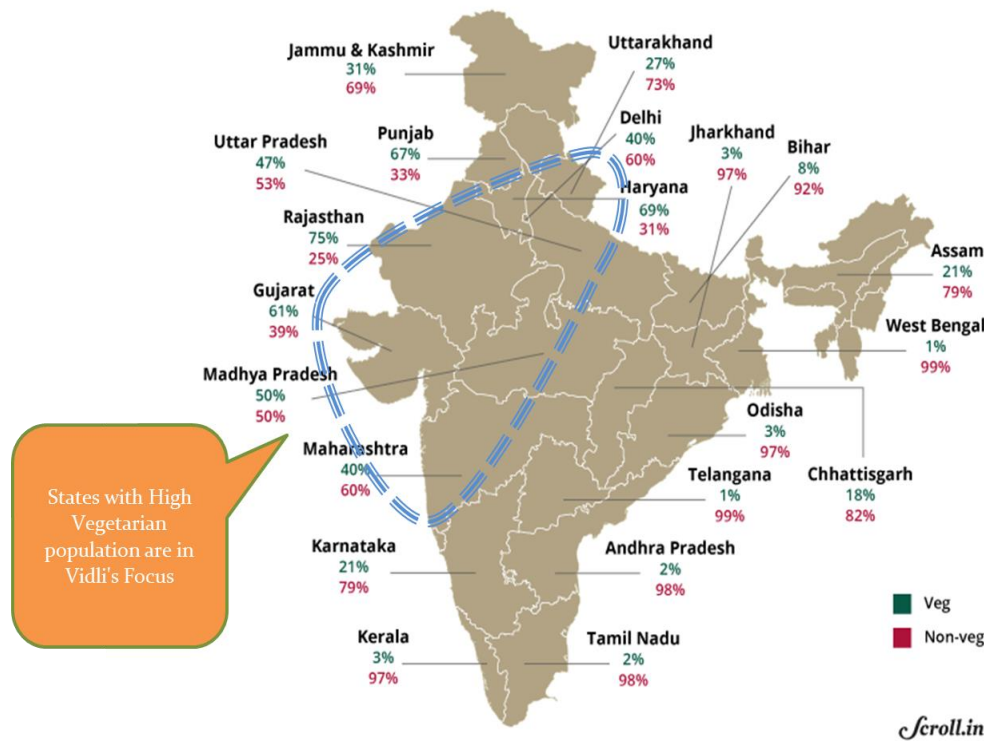 Jammu & Kashmir
31%
69%
Uttarakhand
27%
73%
Delhi
40%
60%
Jharkhand
3%
97%
Bihar
8%
92%
Uttar Pradesh
47%
53%
Punjab
67%
33%
Haryana
69%
31%
Rajasthan
75%
25%
Assam
21%
79%
Gujarat
61%
39%
West Bengal
1%
99%
Madhya Pradesh
50%
50%
Odisha
3%
97%
Maharashtra
40%
60%
Telangana
1%
99%
Chhattisgarh
18%
82%
States with High
Vegetarian
population are in
Vidli's Focus
Karnataka
21%
79%
Andhra Pradesh
2%
98%
Kerala
3%
97%
Tamil Nadu
2%
98%
Veg
Non-veg
Scroll.in